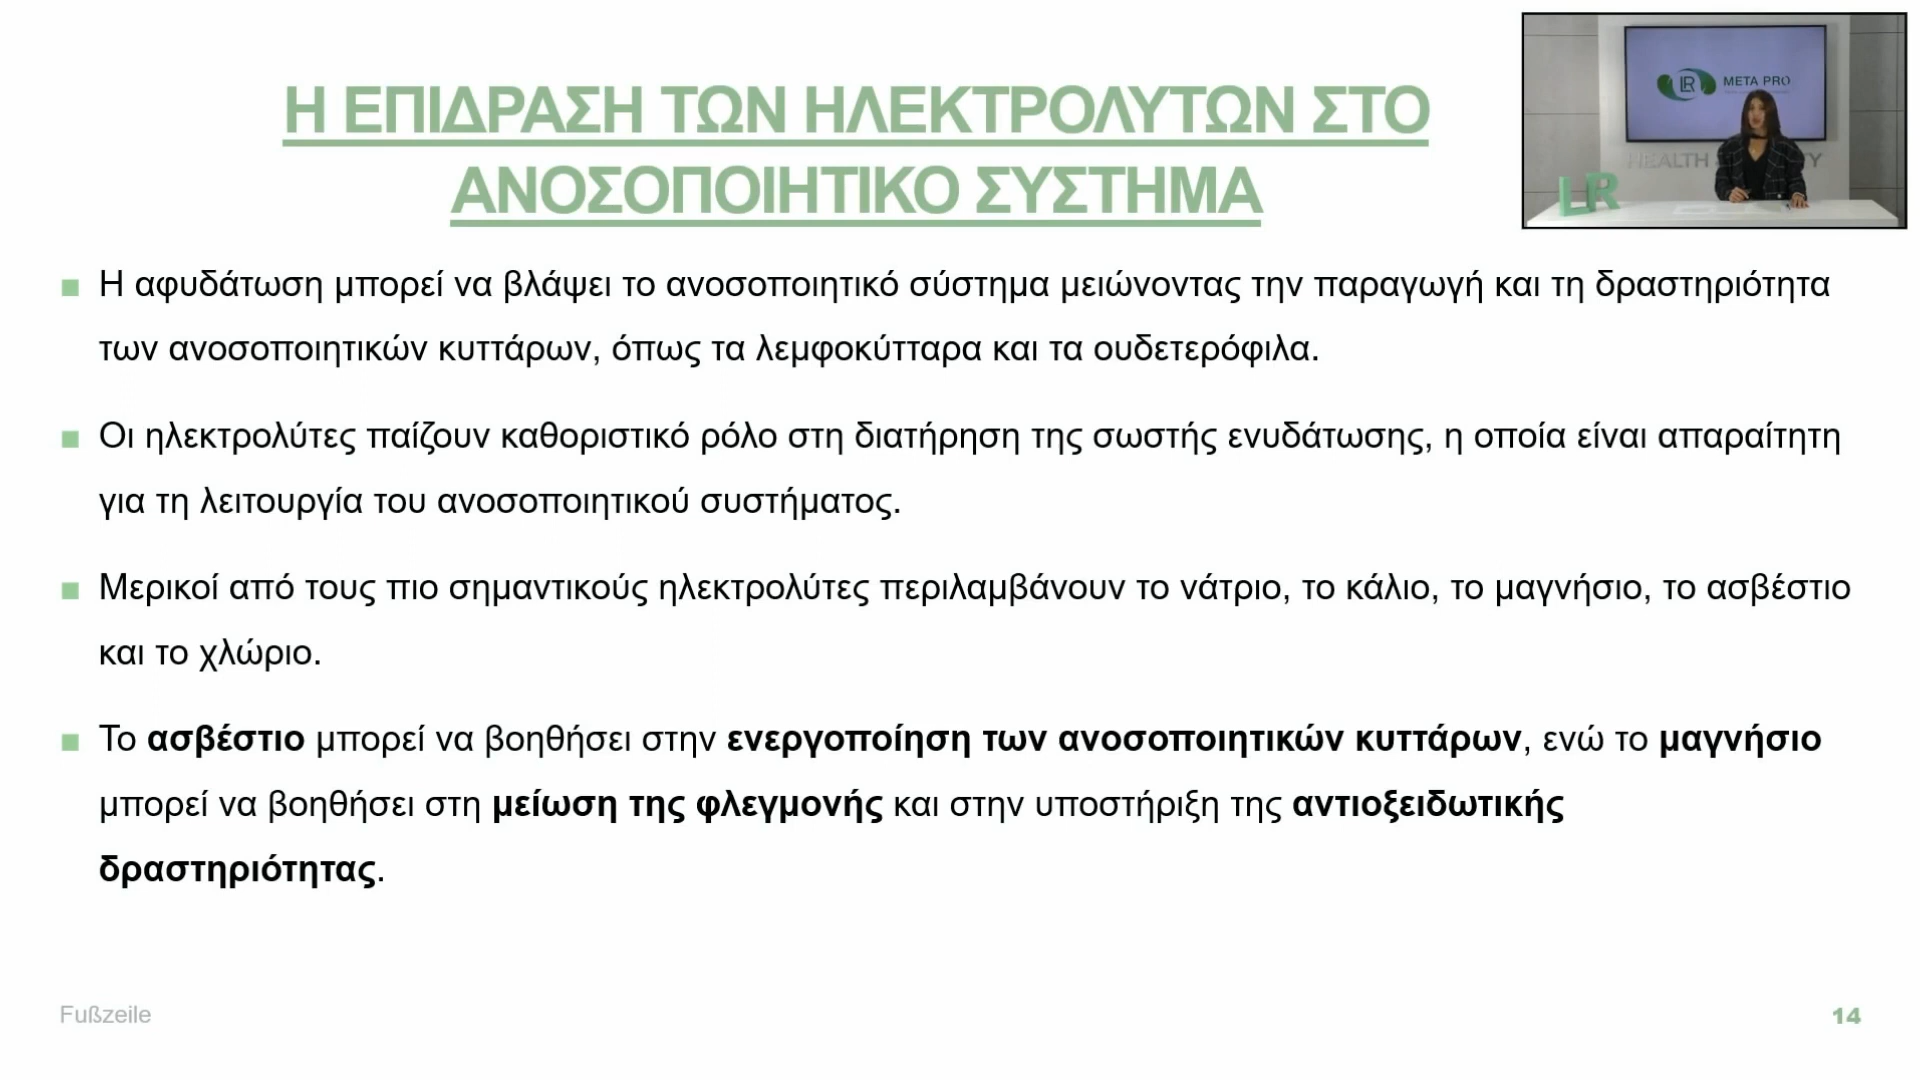 Η ΕΠΙΔΡΑΣΗ ΤΩΝ ΗΛΕΚΤΡΟΛΥΤΩΝ ΣΤΟ
ΑΝΟΣΟΠΟΙΗΤΙΚΟ ΣΥΣΤΗΜΑ
LR META PRO
HEALTH
LR
Η αφυδάτωση μπορεί να βλάψει το ανοσοποιητικό σύστημα μειώνοντας την παραγωγή και τη δραστηριότητα
των ανοσοποιητικών κυττάρων, όπως τα λεμφοκύτταρα και τα ουδετερόφιλα.
Οι ηλεκτρολύτες παίζουν καθοριστικό ρόλο στη διατήρηση της σωστής ενυδάτωσης, η οποία είναι απαραίτητη
για τη λειτουργία του ανοσοποιητικού συστήματος.
Μερικοί από τους πιο σημαντικούς ηλεκτρολύτες περιλαμβάνουν το νάτριο, το κάλιο, το μαγνήσιο, το ασβέστιο
και το χλώριο.
Το ασβέστιο μπορεί να βοηθήσει στην ενεργοποίηση των ανοσοποιητικών κυττάρων, ενώ το μαγνήσιο
μπορεί να βοηθήσει στη μείωση της φλεγμονής και στην υποστήριξη της αντιοξειδωτικής
δραστηριότητας.
Fußzeile
14